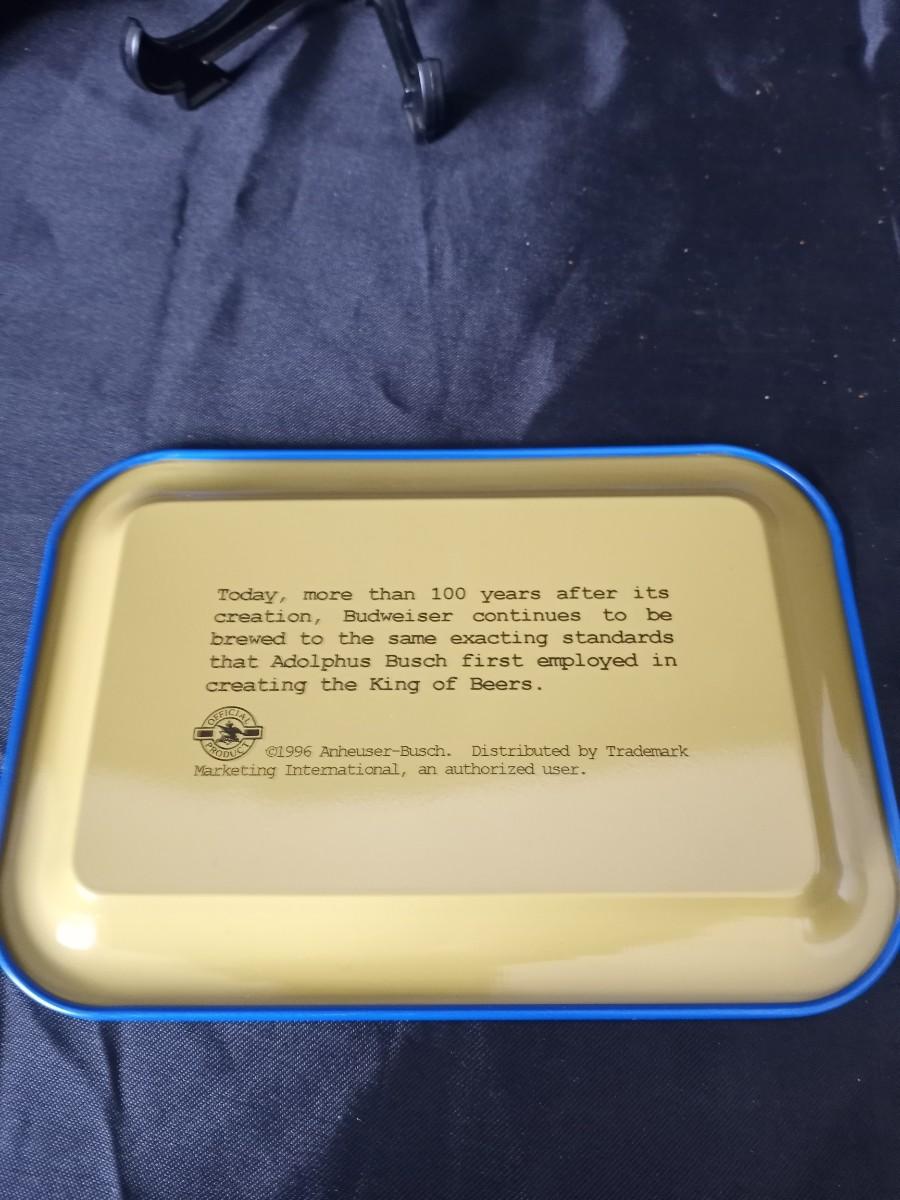 Today, more than 100 years after its
creation, Budweiser continues to be
brewed to the same exacting standards
that Adolphus Busch first employed in
creating the King of Beers.
OFFICIAL
PRODUCT
©1996 Anheuser-Busch. Distributed by Trademark
Marketing International, an authorized user.